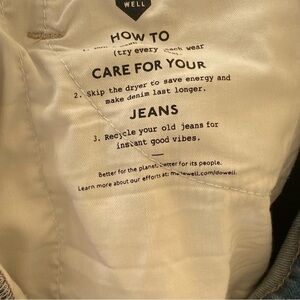 WELL
HOW TO
(try every wear
CARE FOR YOUR
2. Skip the dryer to save energy and
make denim last longer.
JEANS
3. Recycle your old jeans for
instant good vibes.
Better for the planet, better for its people.
Learn more about our efforts at: madewell.com/dowell.